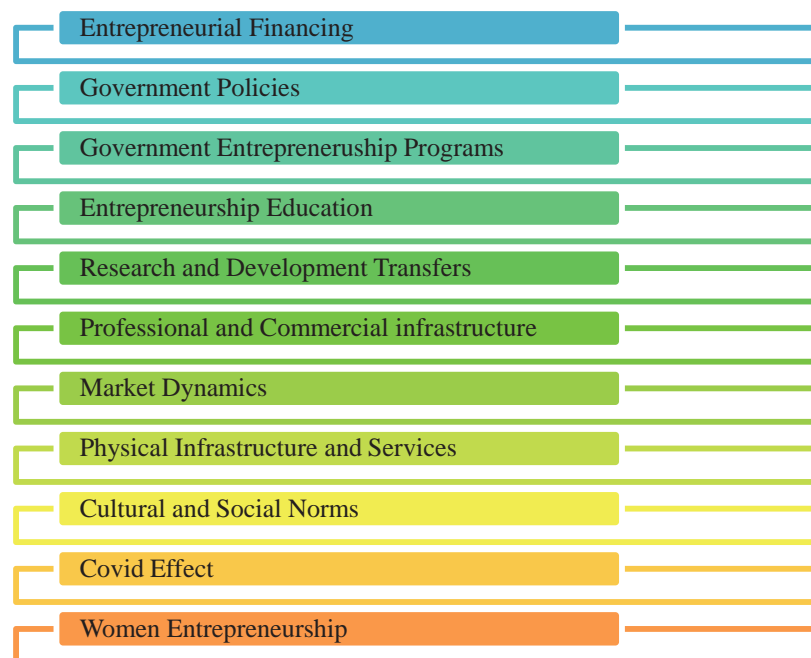 Entrepreneurial Financing
Government Policies
Government Entrepreneruship Programs
Entrepreneurship Education
Research and Development Transfers
Professional and Commercial infrastructure
Market Dynamics
Physical Infrastructure and Services
Cultural and Social Norms
Covid Effect
Women Entrepreneurship